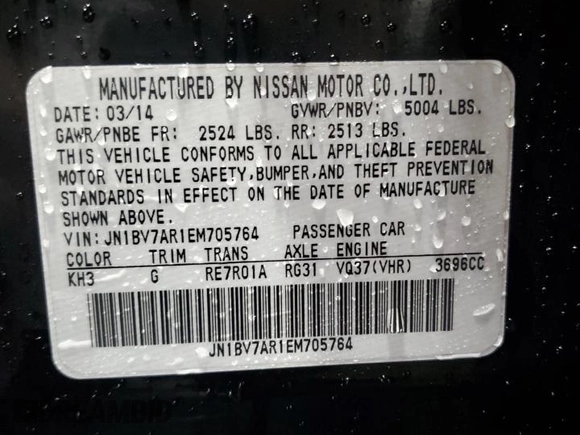 MANUFACTURED BY NISSAN MOTOR CO.,LTD.
DATE: 03/14 GVWR/PNBV: 5004 LBS.
GAWR/PNBE FR: 2524 LBS. RR: 2513 LBS.
THIS VEHICLE CONFORMS TO ALL APPLICABLE FEDERAL
MOTOR VEHICLE SAFETY,BUMPER,AND THEFT PREVENTION
STANDARDS IN EFFECT ON THE DATE OF MANUFACTURE
SHOWN ABOVE.
VIN: JN1BV7AR1EM705764 PASSENGER CAR
COLOR TRIM TRANS AXLE ENGINE
KH3 G RE7R01A RG31 VQ37(VHR) 3696CC
JN1BV7AR1EM705764